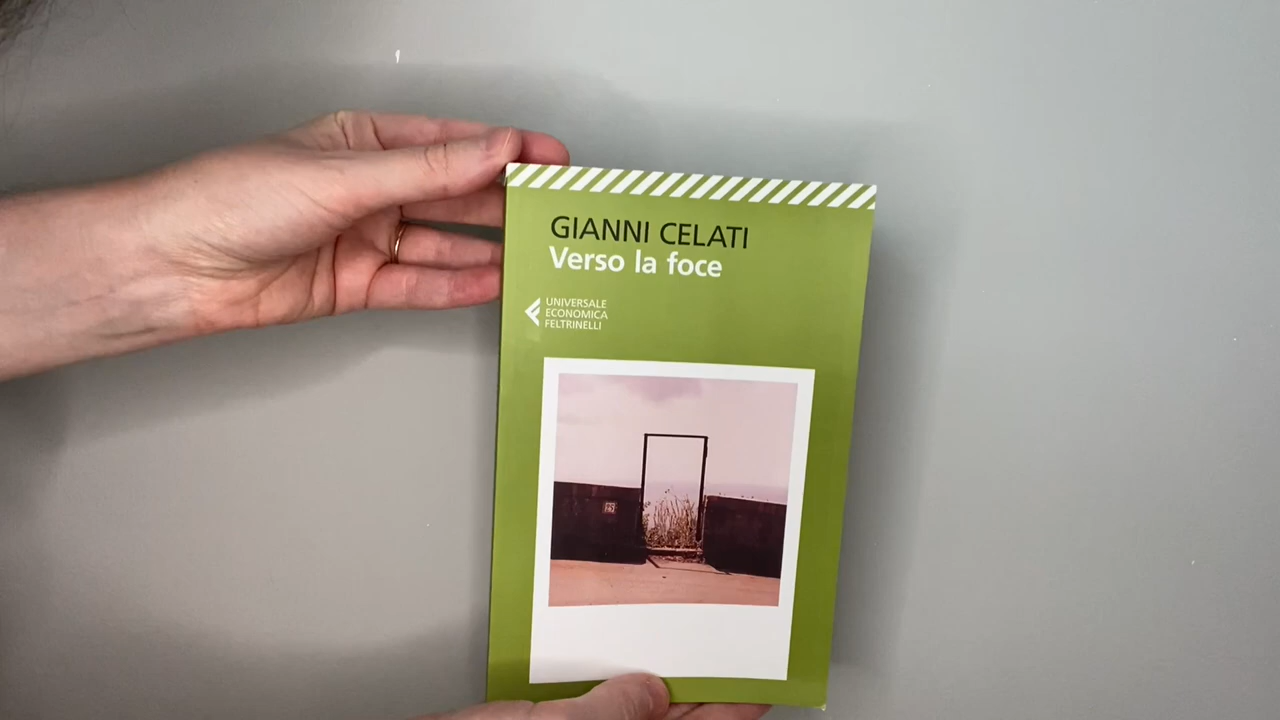 GIANNI CELATI
Verso la foce
UNIVERSALE
ECONOMICA
FELTRINELLI